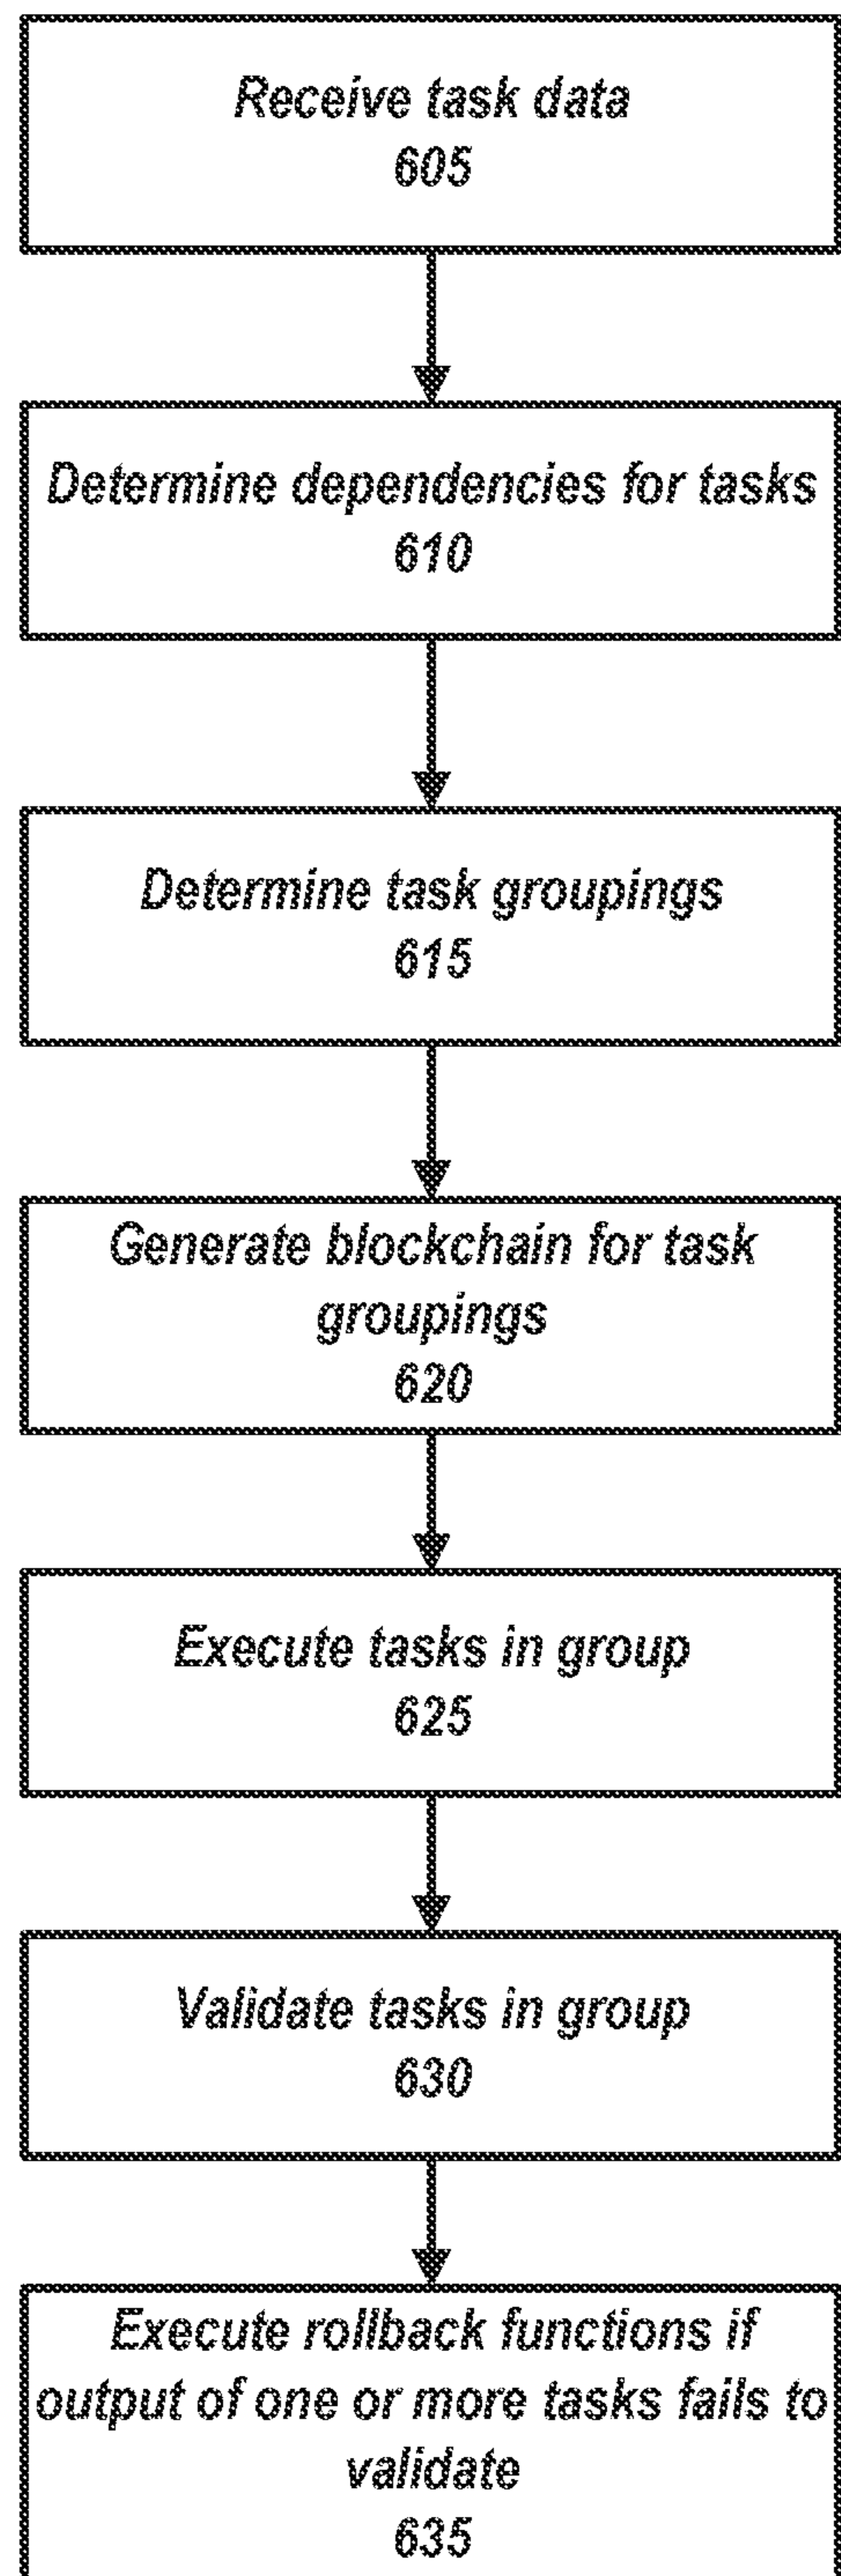 Receive task data
605
Determine dependencies for tasks
610
Determine task groupings
615
Generate blockchain for task
groupings
620
Execute tasks in group
625
Validate tasks in group
630
Execute rollback functions if
output of one or more tasks fails to
validate
635